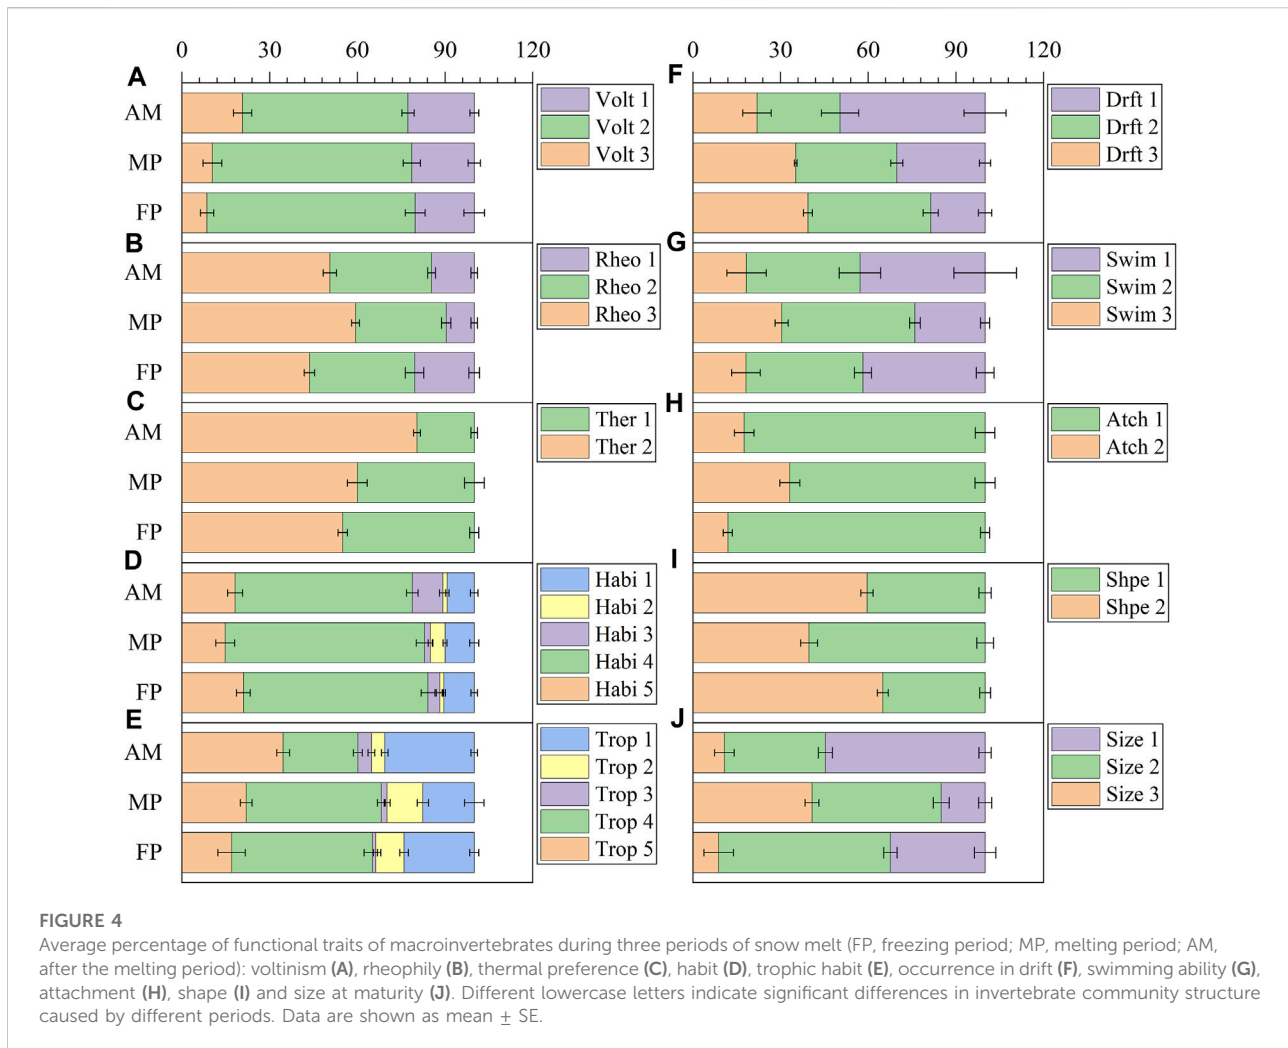 0 30 60 90 120
0 30 60 90 120
A
AM
MP
FP
Volt 1
Volt 2
Volt 3
B
AM
MP
FP
Rheo 1
Rheo 2
Rheo 3
C
AM
MP
FP
Ther 1
Ther 2
D
AM
MP
FP
Habi 1
Habi 2
Habi 3
Habi 4
Habi 5
E
AM
MP
FP
Trop 1
Trop 2
Trop 3
Trop 4
Trop 5
F
Drft 1
Drft 2
Drft 3
G
Swim 1
Swim 2
Swim 3
H
Atch 1
Atch 2
I
Shpe 1
Shpe 2
J
Size 1
Size 2
Size 3
FIGURE 4
Average percentage of functional traits of macroinvertebrates during three periods of snow melt (FP, freezing period; MP, melting period; AM,
after the melting period): voltinism (A), rheophily (B), thermal preference (C), habit (D), trophic habit (E), occurrence in drift (F), swimming ability (G),
attachment (H), shape (I) and size at maturity (J). Different lowercase letters indicate significant differences in invertebrate community structure
caused by different periods. Data are shown as mean ± SE.